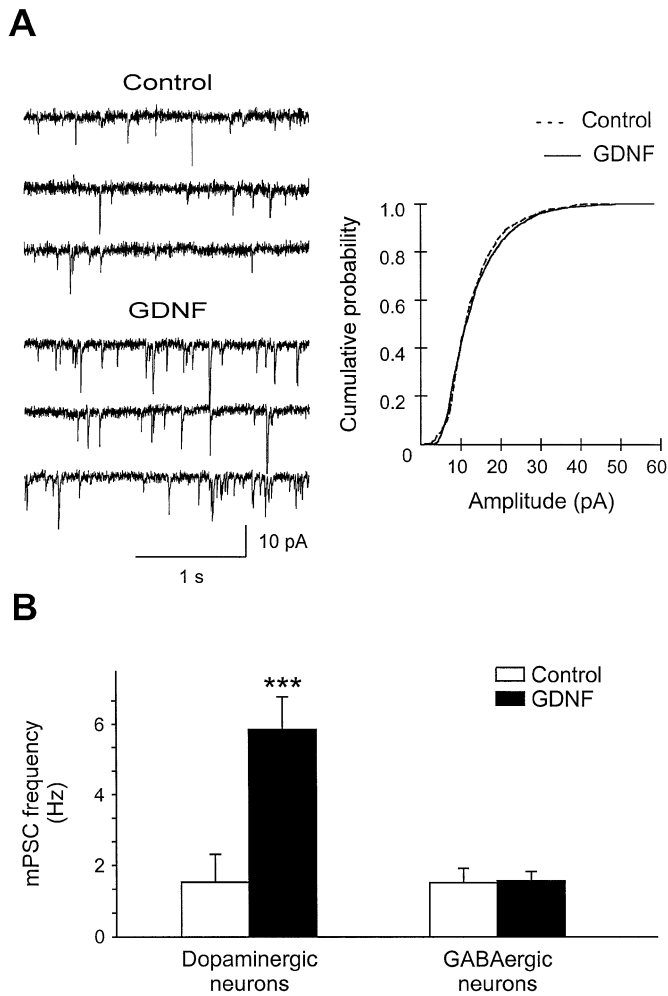 A
Control
GDNF
10 pA
1 s
Control
GDNF
Cumulative probability
1.0
0.8
0.6
0.4
0.2
0
10 20 30 40 50 60
Amplitude (pA)
B
Control
GDNF
mPSC frequency
(Hz)
6
4
2
0
***
Dopaminergic
neurons
GABAergic
neurons